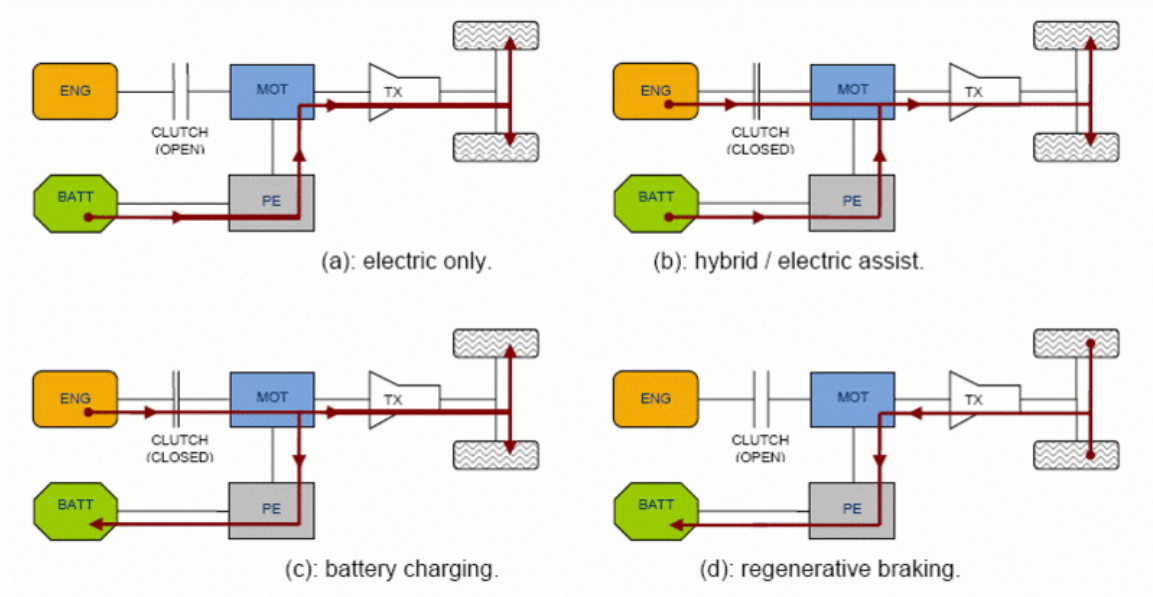 ENG
MOT
TX
CLUTCH
(OPEN)
BATT
PE
(a): electric only.
ENG
MOT
TX
CLUTCH
(CLOSED)
BATT
PE
(b): hybrid / electric assist.
ENG
MOT
TX
CLUTCH
(CLOSED)
BATT
PE
(c): battery charging.
ENG
MOT
TX
CLUTCH
(OPEN)
BATT
PE
(d): regenerative braking.